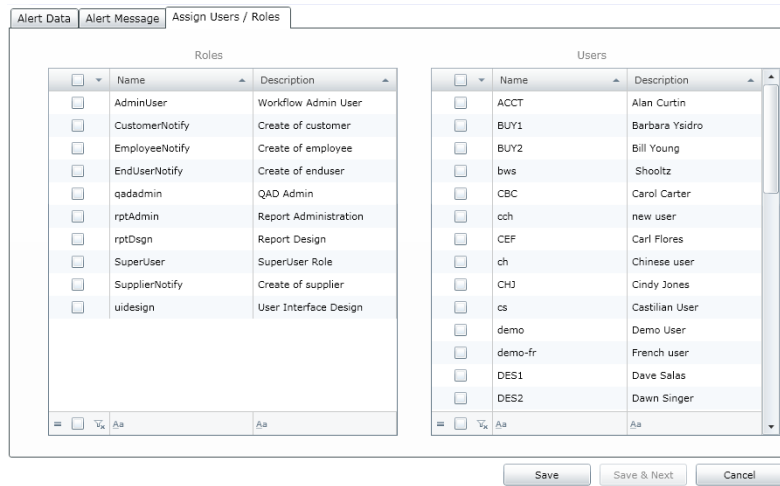 Alert Data Alert Message Assign Users / Roles
Roles
Name Description
AdminUser Workflow Admin User
CustomerNotify Create of customer
EmployeeNotify Create of employee
EndUserNotify Create of enduser
qadadmin QAD Admin
rptAdmin Report Administration
rptDsgn Report Design
SuperUser SuperUser Role
SupplierNotify Create of supplier
uidesign User Interface Design
= Aa Aa
Users
Name Description
ACCT Alan Curtin
BUY1 Barbara Ysidro
BUY2 Bill Young
bws Shooltz
CBC Carol Carter
cch new user
CEF Carl Flores
ch Chinese user
CHJ Cindy Jones
cs Castilian User
demo Demo User
demo-fr French user
DES1 Dave Salas
DES2 Dawn Singer
= Aa Aa
Save Save & Next Cancel